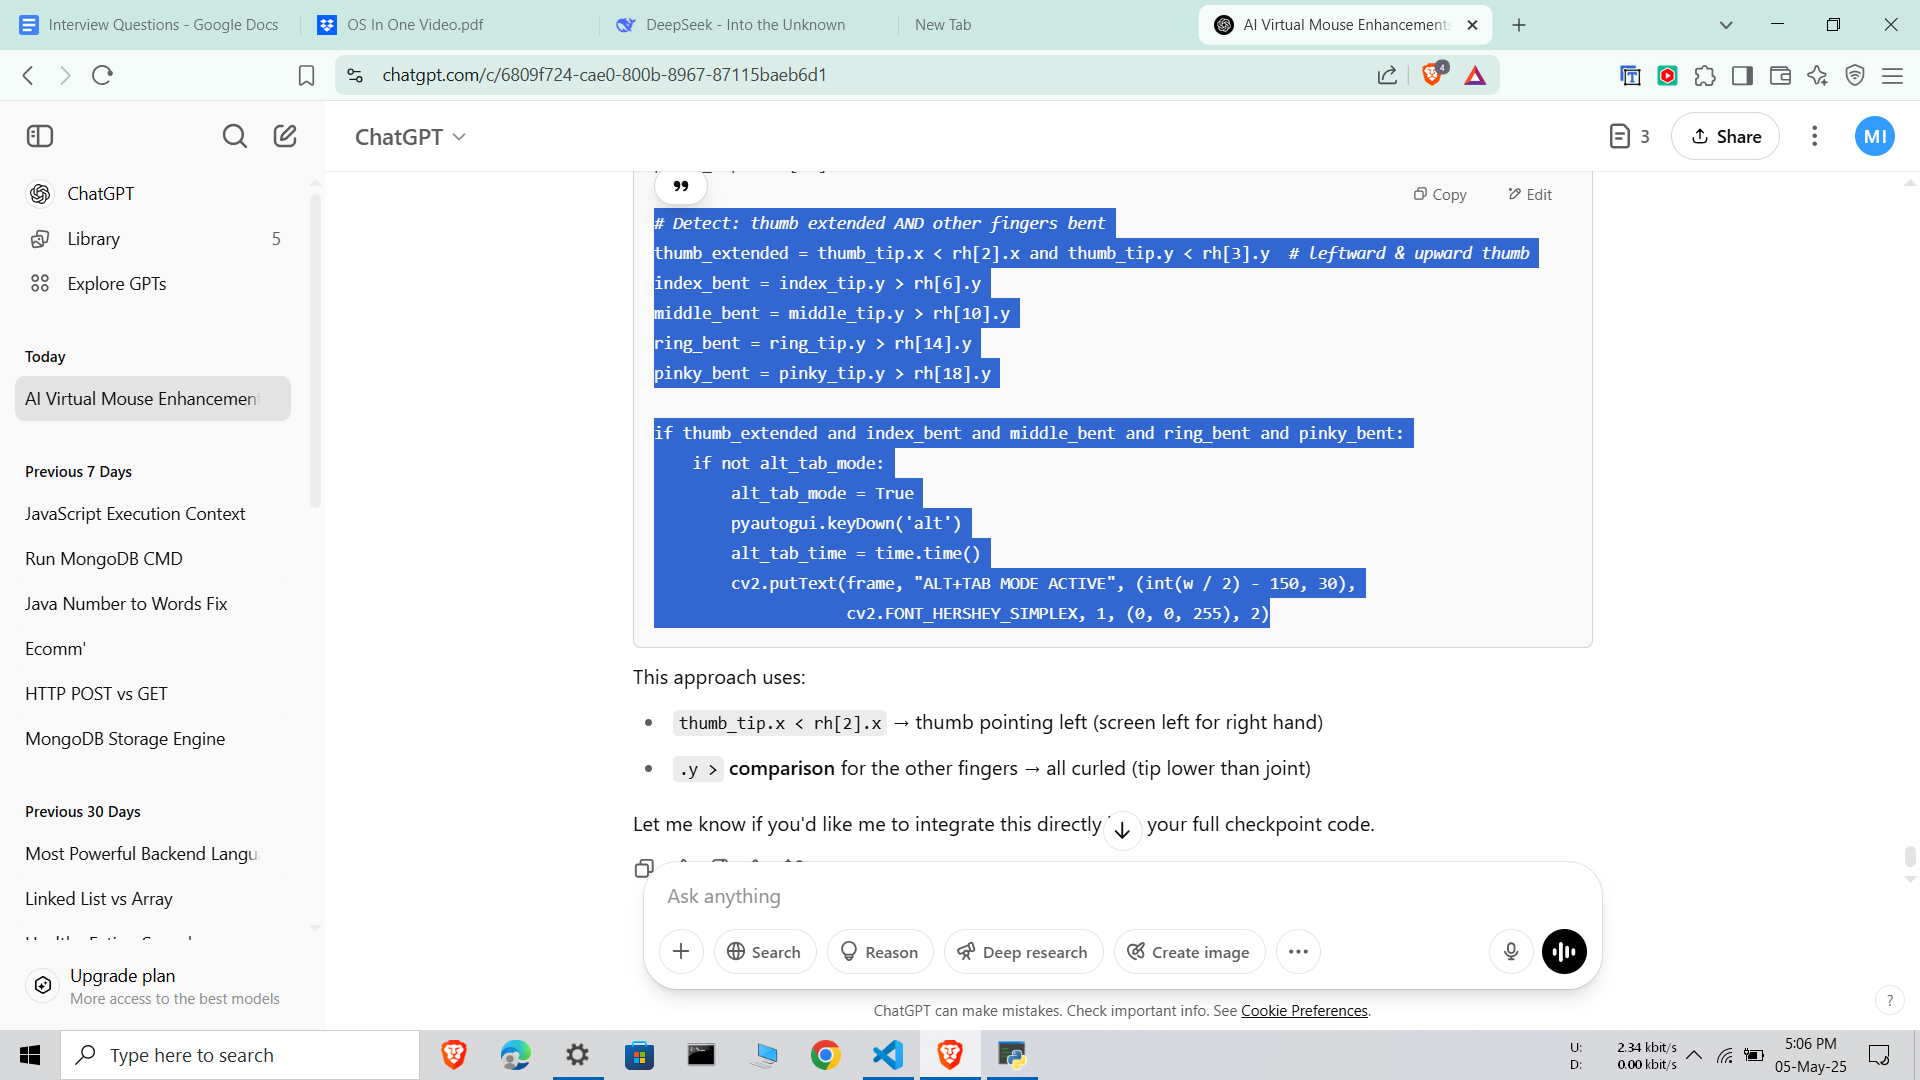 Interview Questions - Google Docs
OS In One Video.pdf
DeepSeek - Into the Unknown
New Tab
AI Virtual Mouse Enhancements
chatgpt.com/c/6809f724-cae0-800b-8967-87115baeb6d1
4
ChatGPT
3
Share
MI
ChatGPT
Library 5
Explore GPTs
Today
AI Virtual Mouse Enhancement
Previous 7 Days
JavaScript Execution Context
Run MongoDB CMD
Java Number to Words Fix
Ecomm'
HTTP POST vs GET
MongoDB Storage Engine
Previous 30 Days
Most Powerful Backend Langu
Linked List vs Array
Upgrade plan
More access to the best models
Copy Edit
# Detect: thumb extended AND other fingers bent
thumb_extended = thumb_tip.x < rh[2].x and thumb_tip.y < rh[3].y  # leftward & upward thumb
index_bent = index_tip.y > rh[6].y
middle_bent = middle_tip.y > rh[10].y
ring_bent = ring_tip.y > rh[14].y
pinky_bent = pinky_tip.y > rh[18].y
if thumb_extended and index_bent and middle_bent and ring_bent and pinky_bent:
    if not alt_tab_mode:
        alt_tab_mode = True
        pyautogui.keyDown('alt')
        alt_tab_time = time.time()
        cv2.putText(frame, "ALT+TAB MODE ACTIVE", (int(w / 2) - 150, 30),
                    cv2.FONT_HERSHEY_SIMPLEX, 1, (0, 0, 255), 2)
This approach uses:
• thumb_tip.x < rh[2].x → thumb pointing left (screen left for right hand)
• .y > comparison for the other fingers → all curled (tip lower than joint)
Let me know if you'd like me to integrate this directly your full checkpoint code.
Ask anything
Search
Reason
Deep research
Create image
ChatGPT can make mistakes. Check important info. See Cookie Preferences.
?
Type here to search
U: 2.34 kbit/s
D: 0.00 kbit/s
5:06 PM
05-May-25